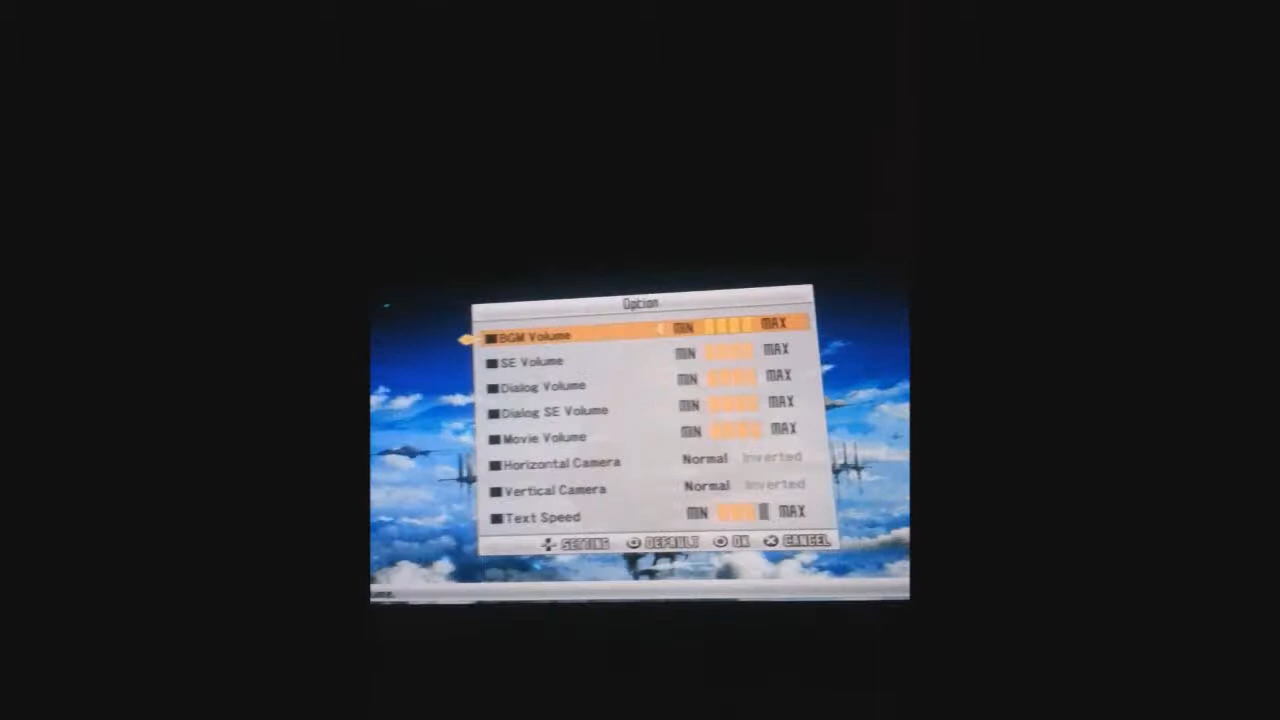 Option
BGM Volume MIN MAX
SE Volume MIN MAX
Dialog Volume MIN MAX
Dialog SE Volume MIN MAX
Movie Volume MIN MAX
Horizontal Camera Normal Inverted
Vertical Camera Normal Inverted
Text Speed MIN MAX
SETTING DEFAULT OK CANCEL